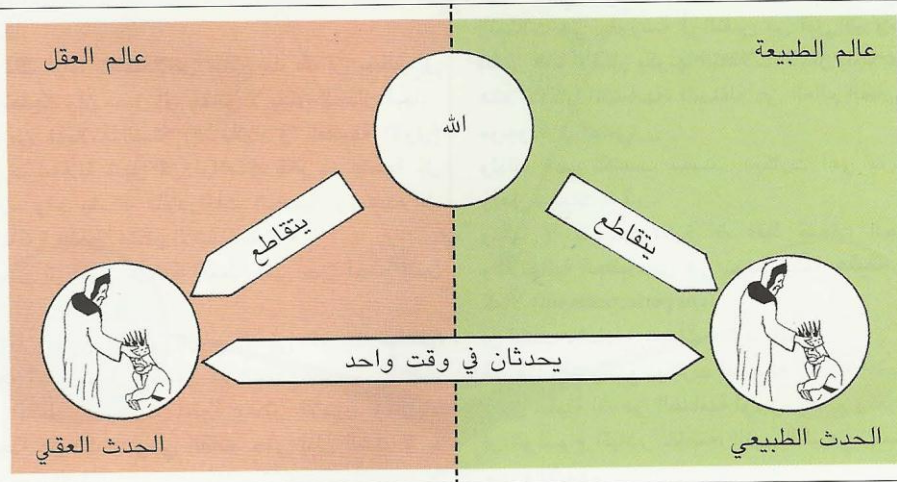 عالم الطبيعة
عالم العقل
الله
يتقاطع
يتقاطع
يحدثان في وقت واحد
الحدث الطبيعي
الحدث العقلي